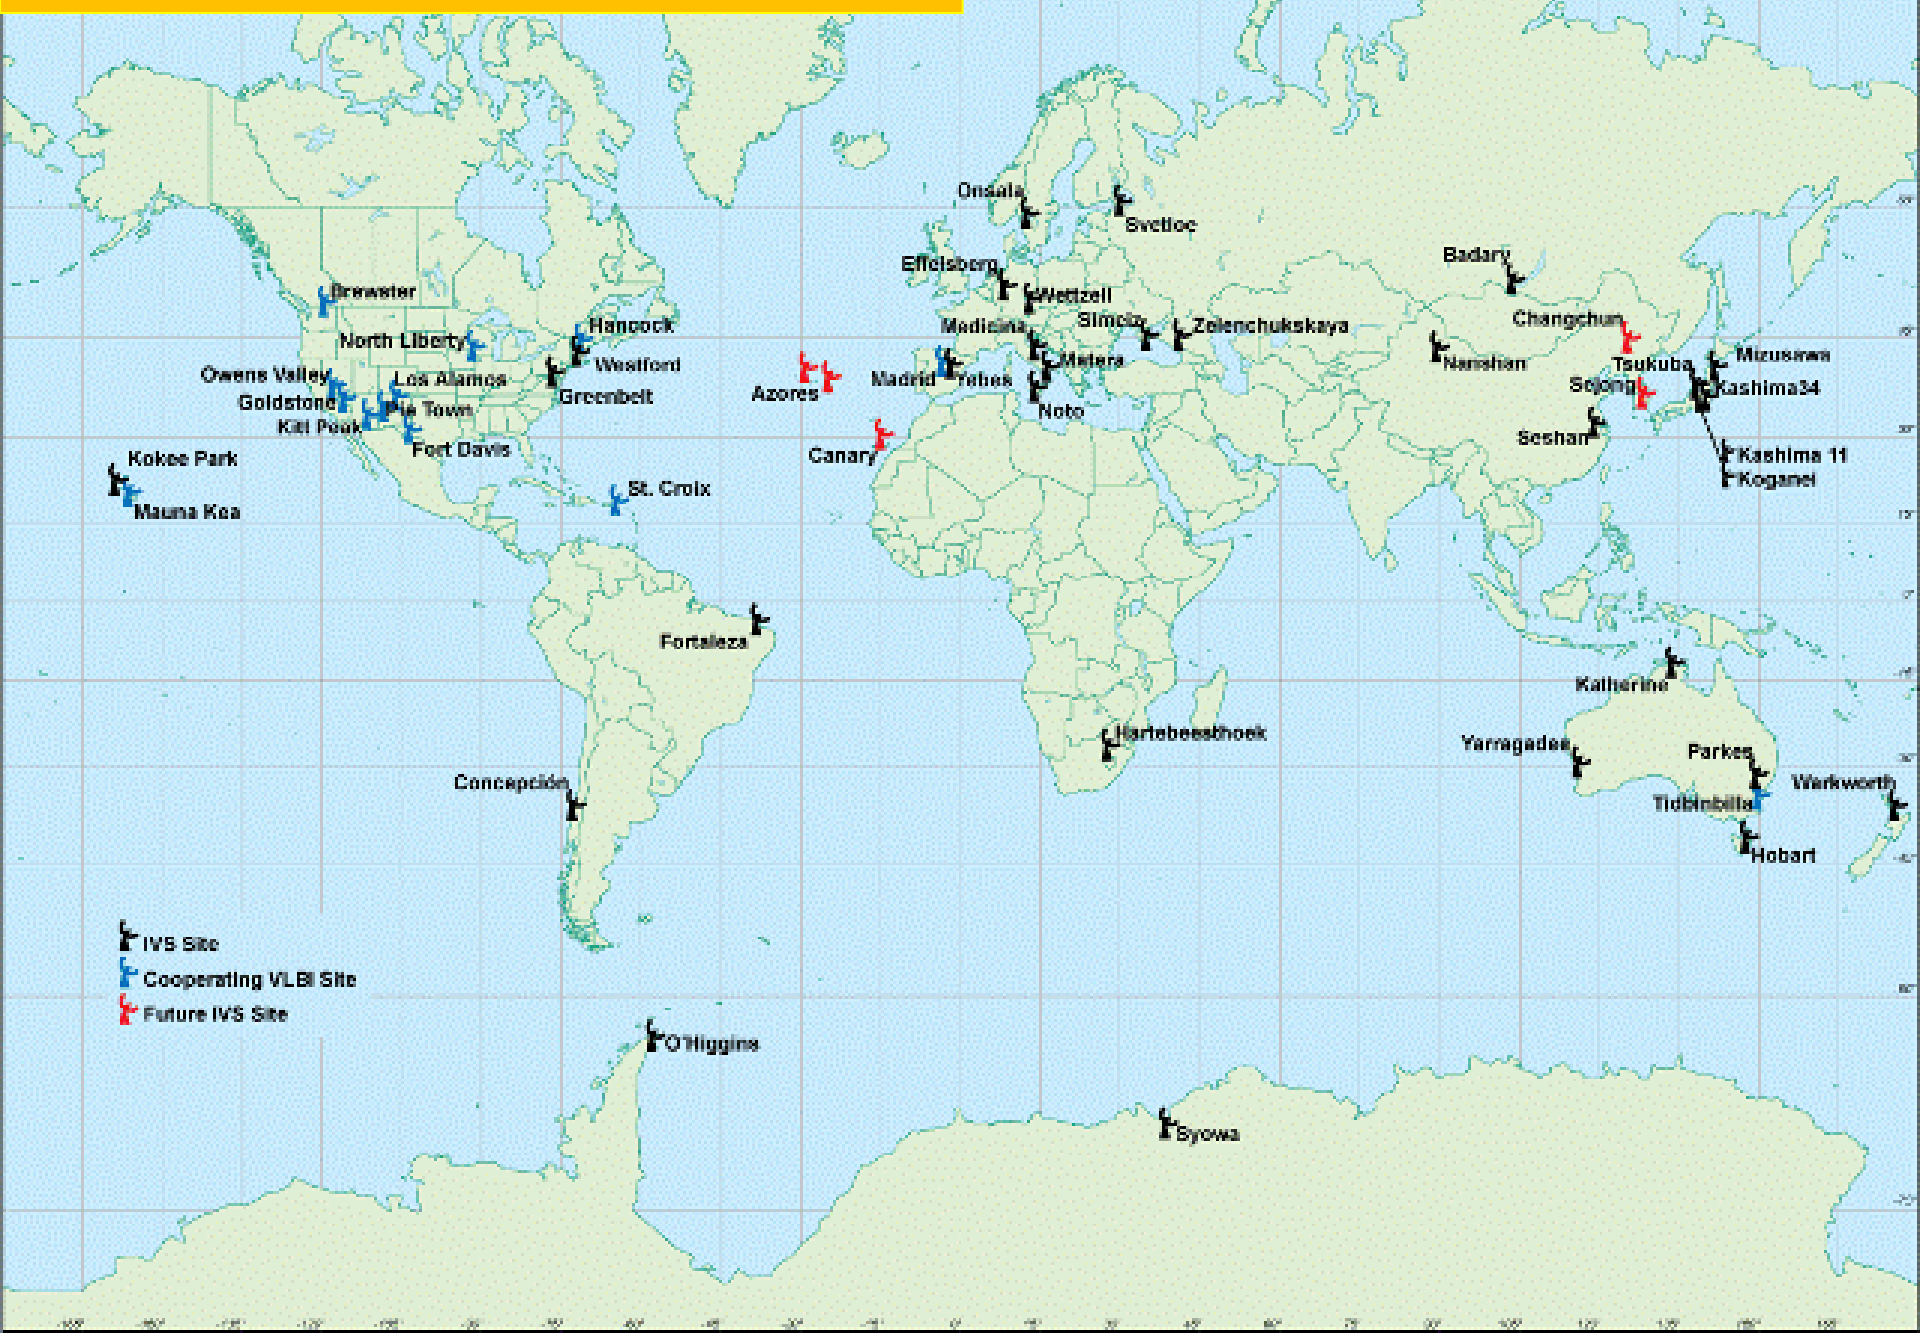 Onsala
Svetloe
Effelsberg
Badary
Brewster
Wettzell
Hancock
Medicina
Simeiz
Zelenchukskaya
Changchun
North Liberty
Westford
Matera
Nanshan
Tsukuba
Mizusawa
Owens Valley
Los Alamos
Madrid
Yebes
Sejong
Kashima34
Azores
Goldstone
Pie Town
Greenbelt
Noto
Kitt Peak
Seshan
Fort Davis
Canary
Kashima 11
Kokee Park
Koganei
St. Croix
Mauna Kea
Fortaleza
Katherine
Hartebeesthoek
Yarragadee
Parkes
Concepción
Warkworth
Tidbinbilla
Hobart
IVS Site
Cooperating VLBI Site
Future IVS Site
O'Higgins
Syowa